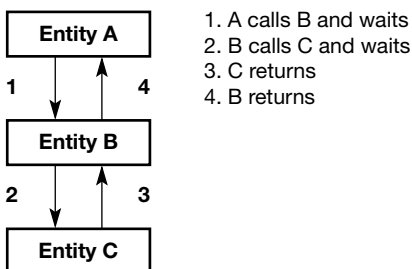 Entity A
1 4
Entity B
2 3
Entity C
1. A calls B and waits
2. B calls C and waits
3. C returns
4. B returns